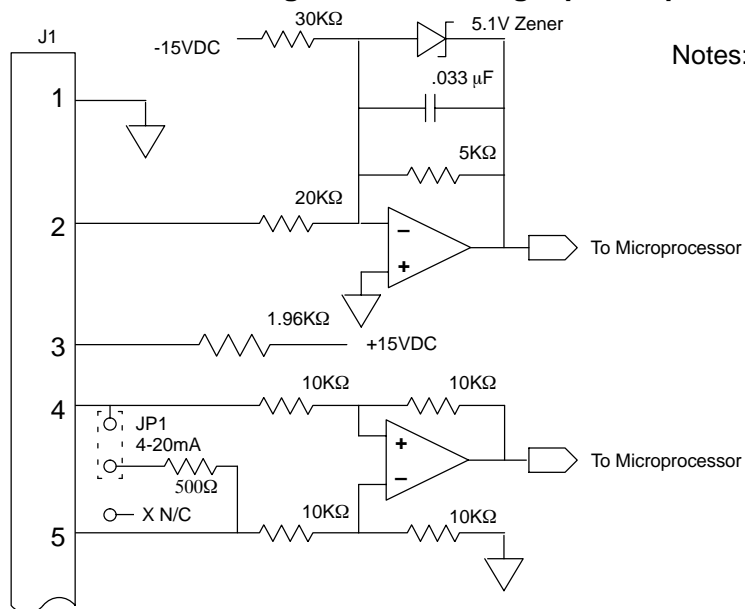 J1
30KΩ
-15VDC
5.1V Zener
Notes:
.033 µF
1
5KΩ
20KΩ
2
−
+
To Microprocessor
1.96KΩ
3
+15VDC
10KΩ
10KΩ
4
JP1
4-20mA
+
−
To Microprocessor
500Ω
X N/C
10KΩ
10KΩ
5